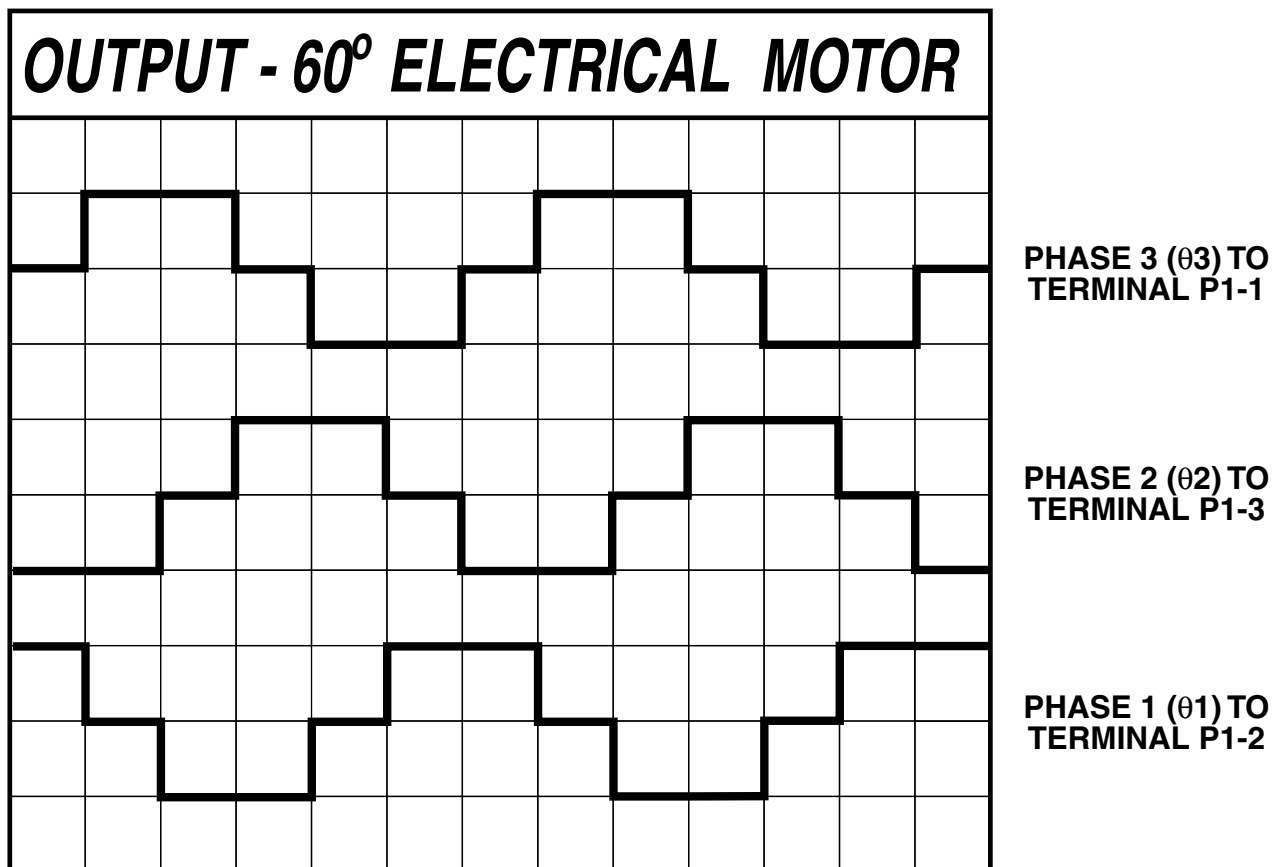 OUTPUT - 60º ELECTRICAL MOTOR
PHASE 3 (θ3) TO
TERMINAL P1-1
PHASE 2 (θ2) TO
TERMINAL P1-3
PHASE 1 (θ1) TO
TERMINAL P1-2